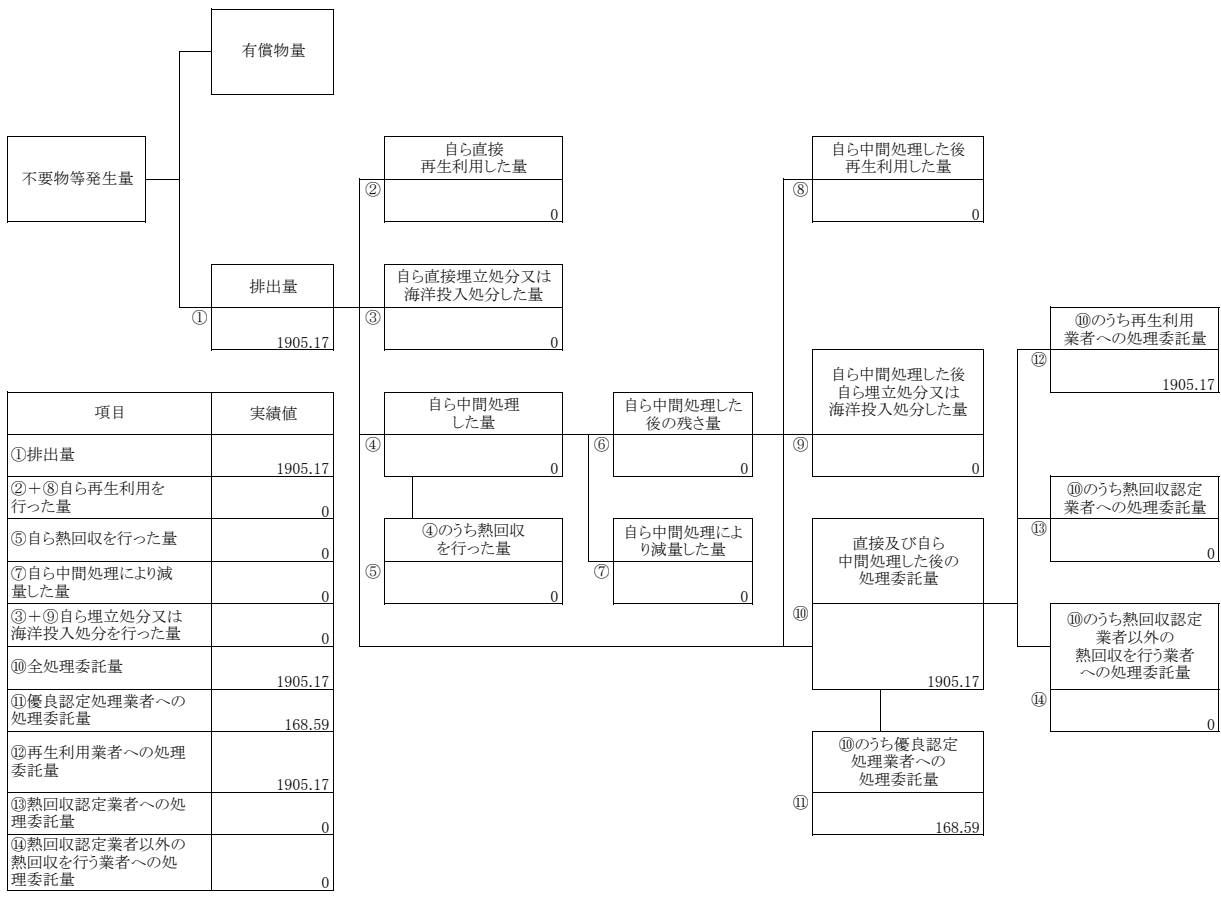 有償物量
不要物等発生量
自ら直接
再生利用した量
②
0
自ら中間処理した後
再生利用した量
⑧
0
排出量
①
1905.17
自ら直接埋立処分又は
海洋投入処分した量
③
0
⑩のうち再生利用
業者への処理委託量
⑫
1905.17
自ら中間処理
した量
④
0
自ら中間処理した
後の残さ量
⑥
0
自ら中間処理した後
自ら埋立処分又は
海洋投入処分した量
⑨
0
⑩のうち熱回収認定
業者への処理委託量
⑬
0
④のうち熱回収
を行った量
⑤
0
自ら中間処理によ
り減量した量
⑦
0
直接及び自ら
中間処理した後の
処理委託量
⑩
1905.17
⑩のうち熱回収認定
業者以外の
熱回収を行う業者
への処理委託量
⑭
0
⑩のうち優良認定
処理業者への
処理委託量
⑪
168.59
項目 実績値
①排出量
1905.17
②＋⑧自ら再生利用を
行った量
0
⑤自ら熱回収を行った量
0
⑦自ら中間処理により減
量した量
0
③＋⑨自ら埋立処分又は
海洋投入処分を行った量
0
⑩全処理委託量
1905.17
⑪優良認定処理業者への
処理委託量
168.59
⑫再生利用業者への処理
委託量
1905.17
⑬熱回収認定業者への処
理委託量
0
⑭熱回収認定業者以外の
熱回収を行う業者への処
理委託量
0